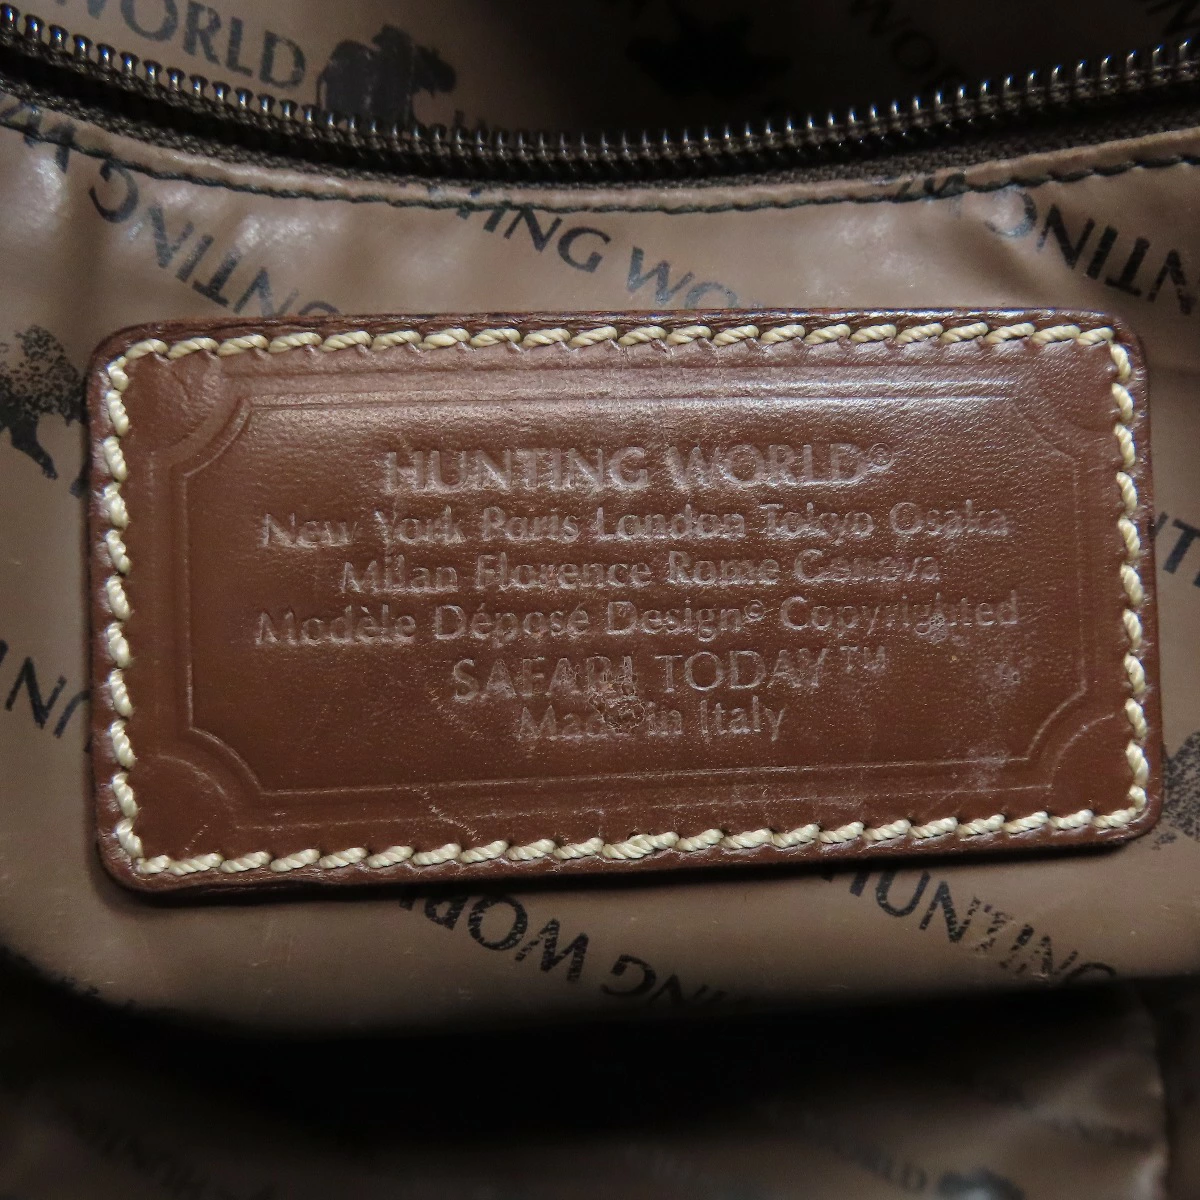 WORLD
HUNTING WORLD©
New York Paris London Tokyo Osaka
Milan Florence Rome Geneva
Modèle Déposé Design© Copyrighted
SAFARI TODAY™
Made in Italy